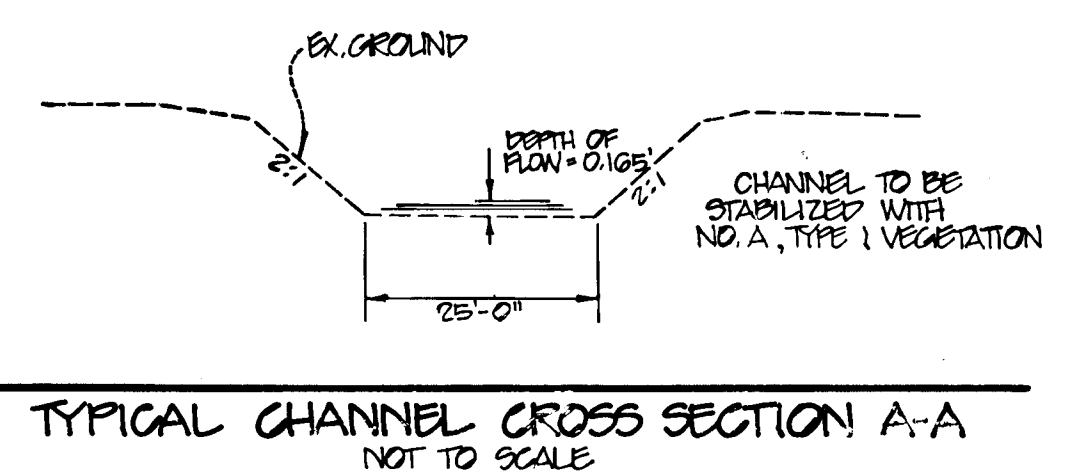 EX. GROUND
DEPTH OF
FLOW = 0.165'
2:1
2:1
CHANNEL TO BE
STABILIZED WITH
NO. A, TYPE 1 VEGETATION
25'-0"
TYPICAL CHANNEL CROSS SECTION A-A
NOT TO SCALE